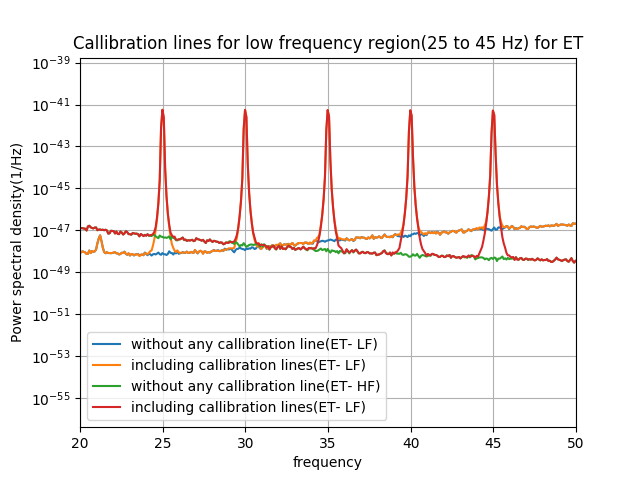 Callibration lines for low frequency region(25 to 45 Hz) for ET
Power spectral density(1/Hz)
10⁻³⁹
10⁻⁴¹
10⁻⁴³
10⁻⁴⁵
10⁻⁴⁷
10⁻⁴⁹
10⁻⁵¹
10⁻⁵³
10⁻⁵⁵
without any callibration line(ET- LF)
including callibration lines(ET- LF)
without any callibration line(ET- HF)
including callibration lines(ET- LF)
20 25 30 35 40 45 50
frequency